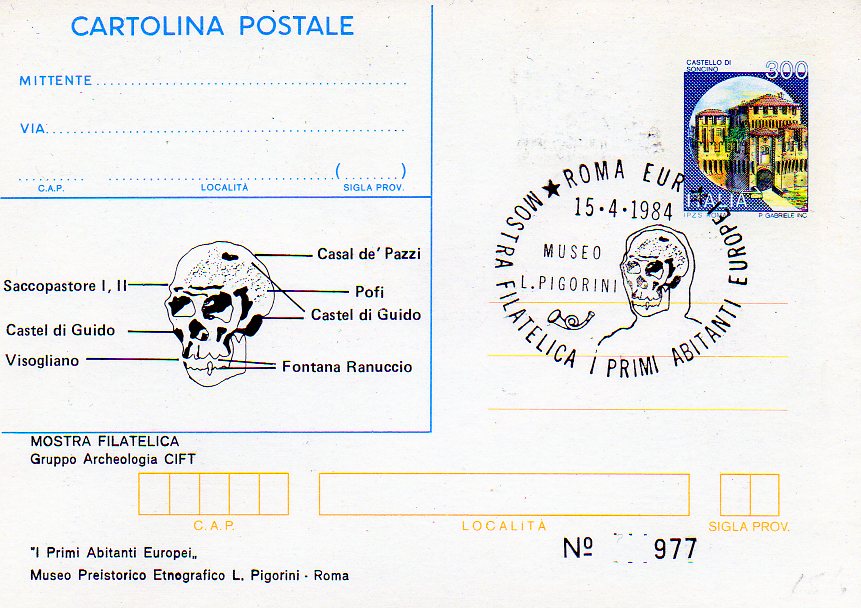 CARTOLINA POSTALE
MITTENTE
VIA
( )
C.A.P. LOCALITÀ SIGLA PROV.
CASTELLO DI
SONCINO
300
ITALIA
IPZS ROMA P. GABRIELE INC.
★ ROMA EUR ★
15·4·1984
MUSEO
L. PIGORINI
MOSTRA FILATELICA I PRIMI ABITANTI EUROPEI
Casal de' Pazzi
Saccopastore I, II
Pofi
Castel di Guido
Castel di Guido
Visogliano
Fontana Ranuccio
MOSTRA FILATELICA
Gruppo Archeologia CIFT
C.A.P. LOCALITÀ SIGLA PROV.
"I Primi Abitanti Europei„
Nº 977
Museo Preistorico Etnografico L. Pigorini - Roma